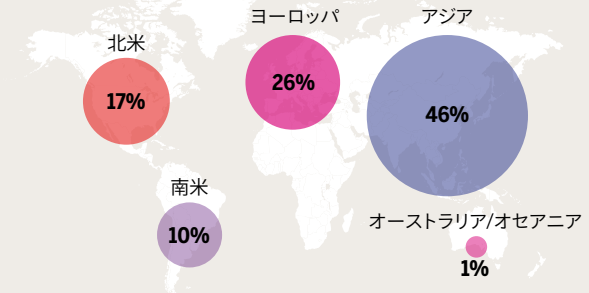 北米
17%
ヨーロッパ
26%
アジア
46%
南米
10%
オーストラリア/オセアニア
1%